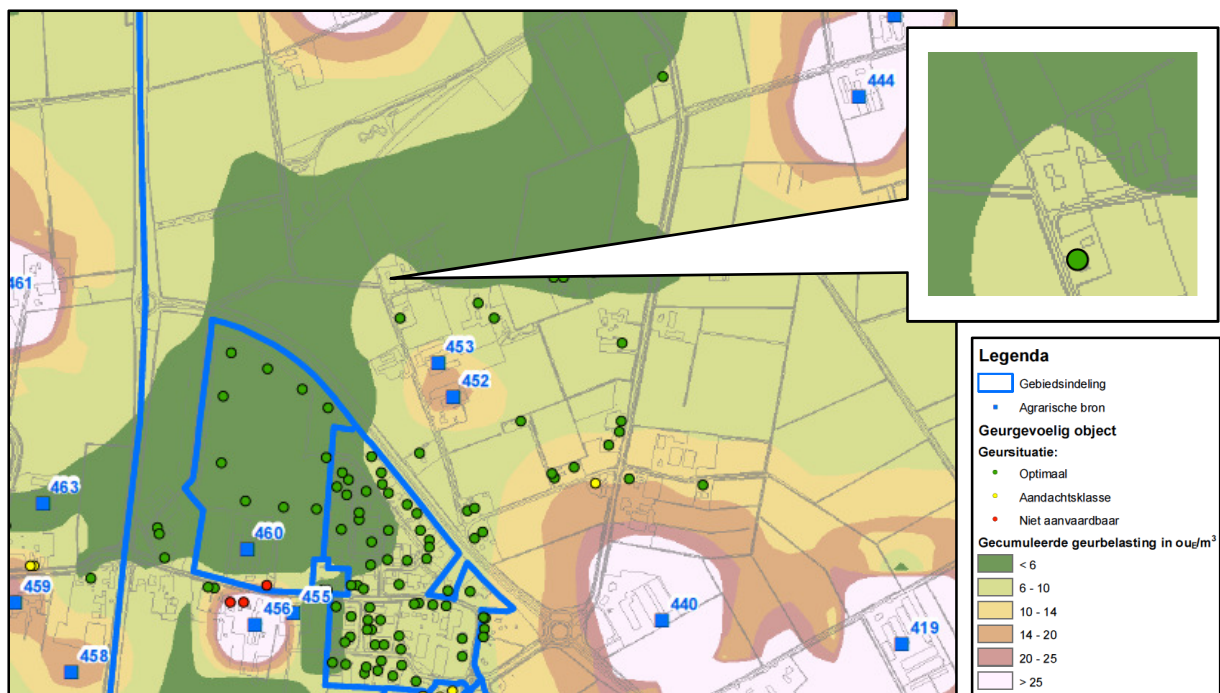 444
461
453
452
463
460
459
456
455
440
419
458
Legenda
Gebiedsindeling
Agrarische bron
Geurgevoelig object
Geursituatie:
Optimaal
Aandachtsklasse
Niet aanvaardbaar
Gecumuleerde geurbelasting in ouE/m³
< 6
6 - 10
10 - 14
14 - 20
20 - 25
> 25